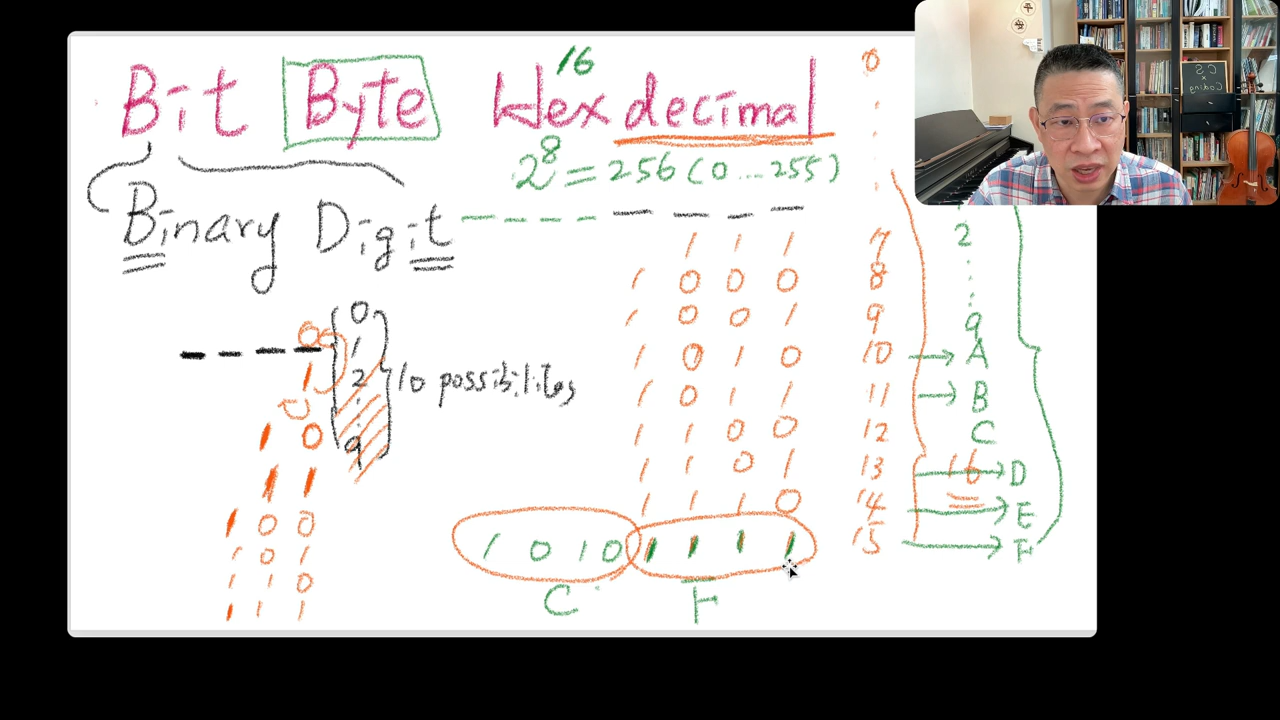 16
Bit Byte Hexdecimal
2^8 = 256 (0...255)
Binary Digit
0
1
2
9
10 possibilites
0
1
1 0
1 1
1 0 0
1 0 1
1 1 0
1 1 1
0
1 1 1 7 2
1 0 0 0 8
1 0 0 1 9 9
1 0 1 0 10 → A
1 0 1 1 11 → B
1 1 0 0 12 C
1 1 0 1 13 → D
16
1 1 1 0 14 → E
1 0 1 0 1 1 1 1 15 → F
C F